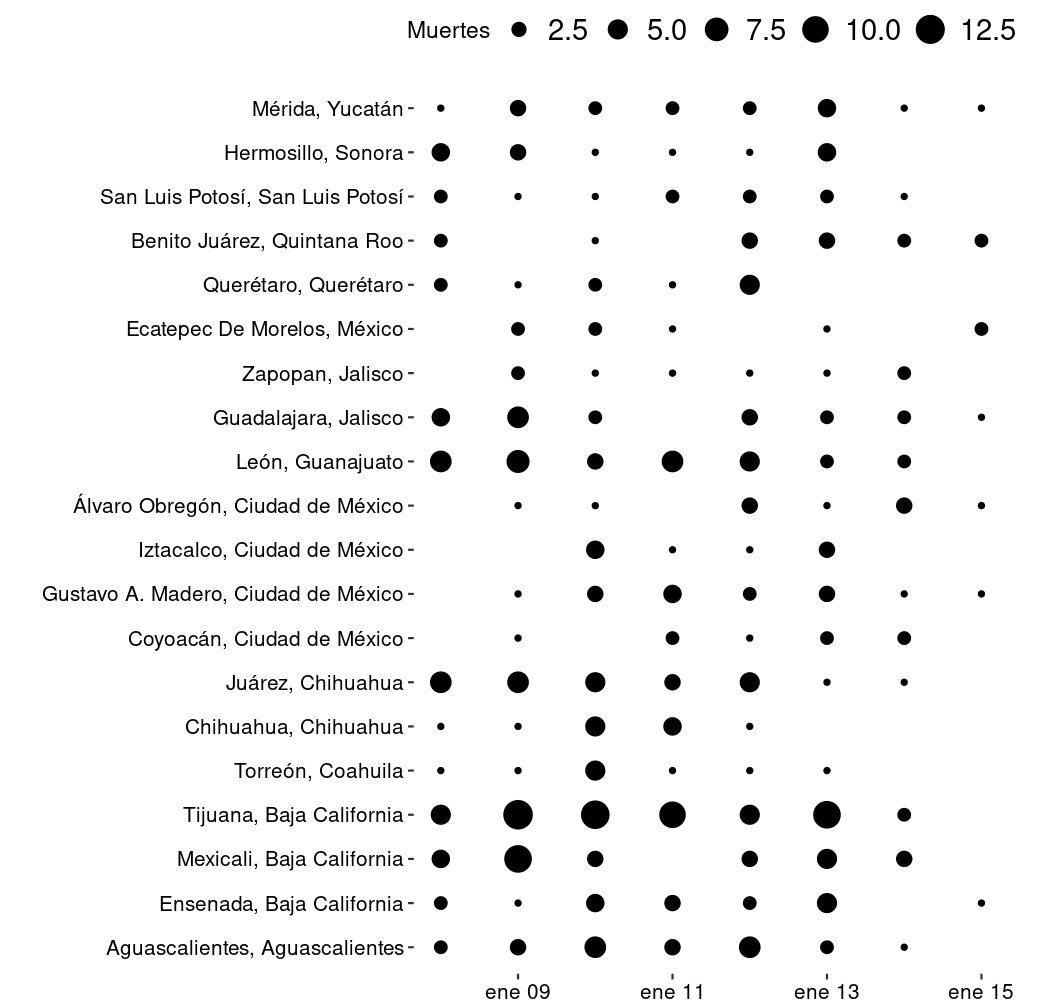 Muertes 2.5 5.0 7.5 10.0 12.5
Mérida, Yucatán
Hermosillo, Sonora
San Luis Potosí, San Luis Potosí
Benito Juárez, Quintana Roo
Querétaro, Querétaro
Ecatepec De Morelos, México
Zapopan, Jalisco
Guadalajara, Jalisco
León, Guanajuato
Álvaro Obregón, Ciudad de México
Iztacalco, Ciudad de México
Gustavo A. Madero, Ciudad de México
Coyoacán, Ciudad de México
Juárez, Chihuahua
Chihuahua, Chihuahua
Torreón, Coahuila
Tijuana, Baja California
Mexicali, Baja California
Ensenada, Baja California
Aguascalientes, Aguascalientes
ene 09 ene 11 ene 13 ene 15